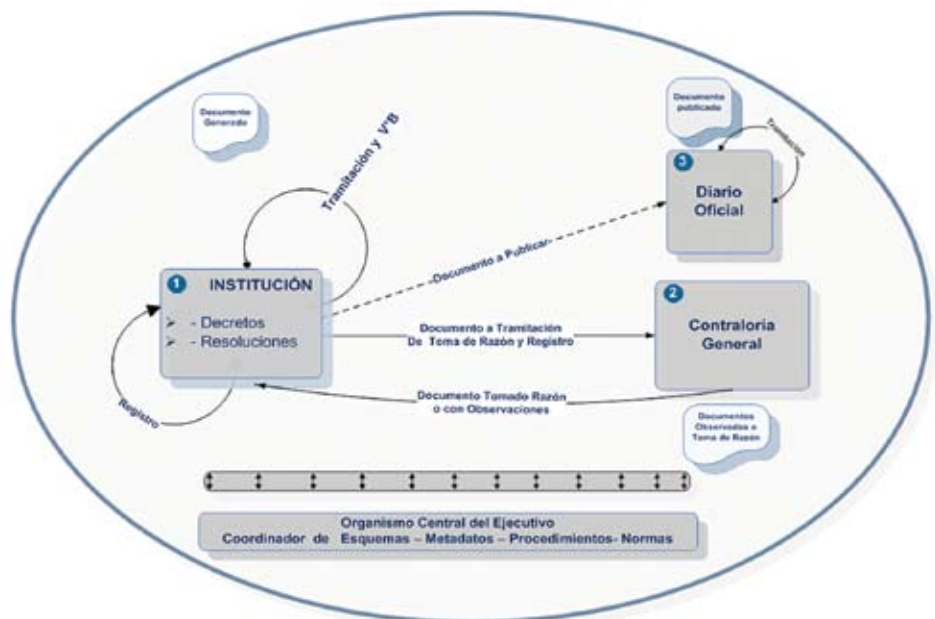 Documento
Generado
Documento
publicado
Tramitación y V°B
Tramitación
3
Diario
Oficial
Documento a Publicar
1 INSTITUCIÓN
- Decretos
- Resoluciones
2
Contraloría
General
Documento a Tramitación
De Toma de Razón y Registro
Documento Tomado Razón
o con Observaciones
Registro
Documentos
Observados o
Toma de Razón
Organismo Central del Ejecutivo
Coordinador de Esquemas – Metadatos – Procedimientos- Normas